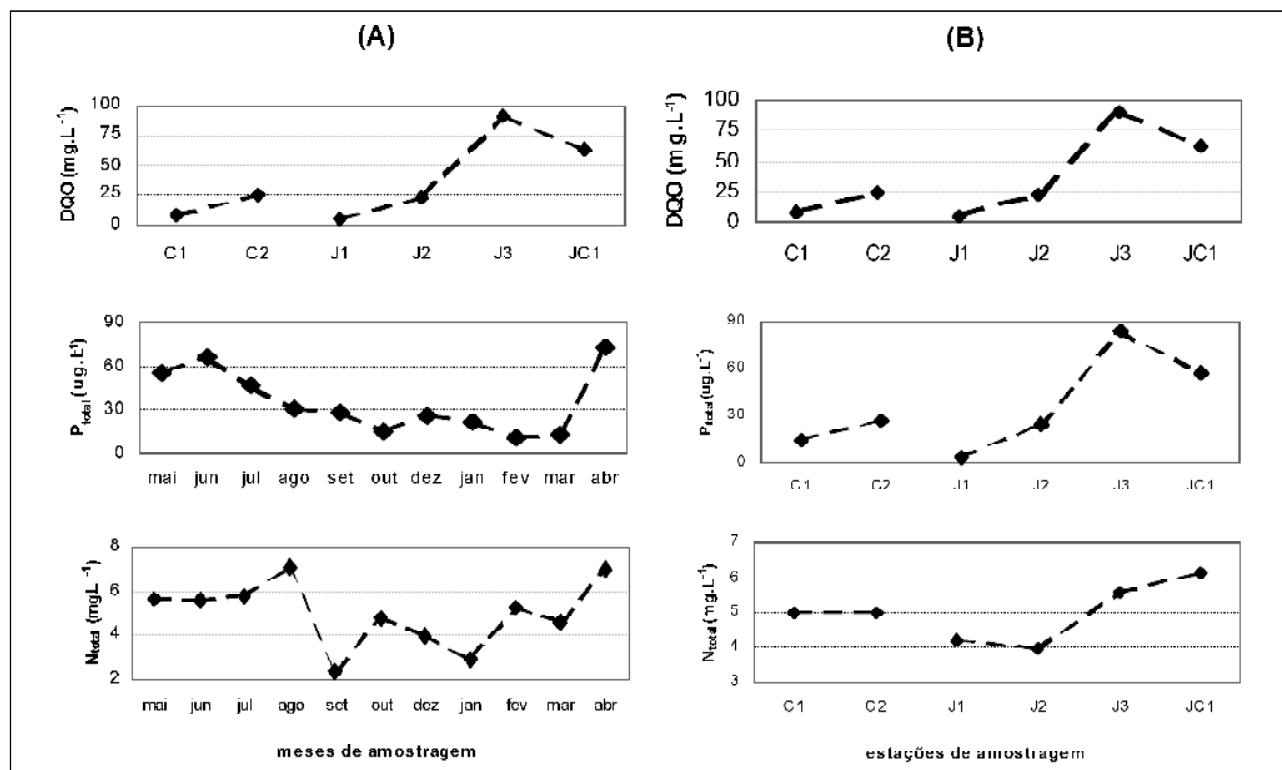 (A)
(B)
DQO (mg.L⁻¹)
100
75
50
25
0
C1 C2 J1 J2 J3 JC1
DQO (mg.L⁻¹)
100
75
50
25
0
C1 C2 J1 J2 J3 JC1
Ptotal (ug.L¹)
90
60
30
0
mai jun jul ago set out dez jan fev mar abr
Ptotal (ug.L⁻¹)
90
60
30
0
C1 C2 J1 J2 J3 JC1
Ntotal (mgL⁻¹)
8
6
4
2
mai jun jul ago set out dez jan fev mar abr
meses de amostragem
Ntotal (mg.L⁻¹)
7
6
5
4
3
C1 C2 J1 J2 J3 JC1
estações de amostragem